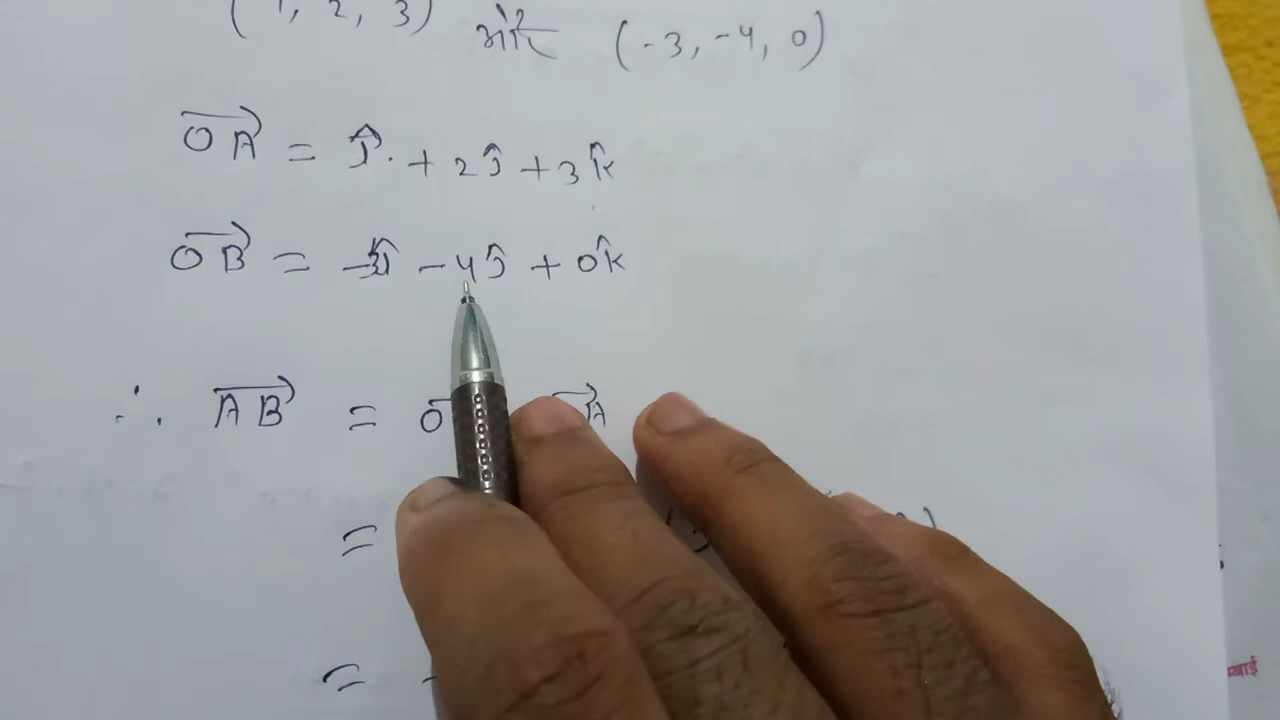 (1, 2, 3) और (-3, -4, 0)
OA = î + 2ĵ + 3k̂
OB = -3î - 4ĵ + 0k̂
∴ AB = O A
=
= -